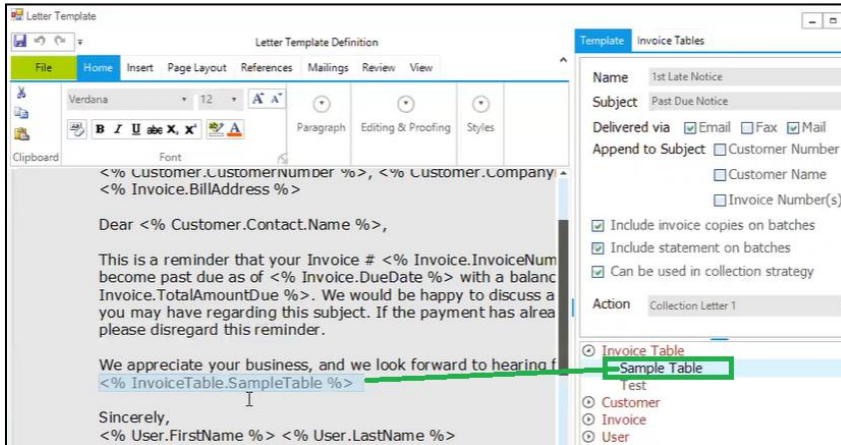 Letter Template
Letter Template Definition
File Home Insert Page Layout References Mailings Review View
Verdana 12 A A
B I U abc X, X² A
Paragraph
Editing & Proofing
Styles
Clipboard
Font
<% Customer.CustomerNumber %>, <% Customer.Company
<% Invoice.BillAddress %>
Dear <% Customer.Contact.Name %>,
This is a reminder that your Invoice # <% Invoice.InvoiceNum
become past due as of <% Invoice.DueDate %> with a balanc
Invoice.TotalAmountDue %>. We would be happy to discuss a
you may have regarding this subject. If the payment has alrea
please disregard this reminder.
We appreciate your business, and we look forward to hearing f
<% InvoiceTable.SampleTable %>
Sincerely,
<% User.FirstName %> <% User.LastName %>
Template Invoice Tables
Name 1st Late Notice
Subject Past Due Notice
Delivered via Email Fax Mail
Append to Subject Customer Number
Customer Name
Invoice Number(s)
Include invoice copies on batches
Include statement on batches
Can be used in collection strategy
Action Collection Letter 1
Invoice Table
Sample Table
Test
Customer
Invoice
User